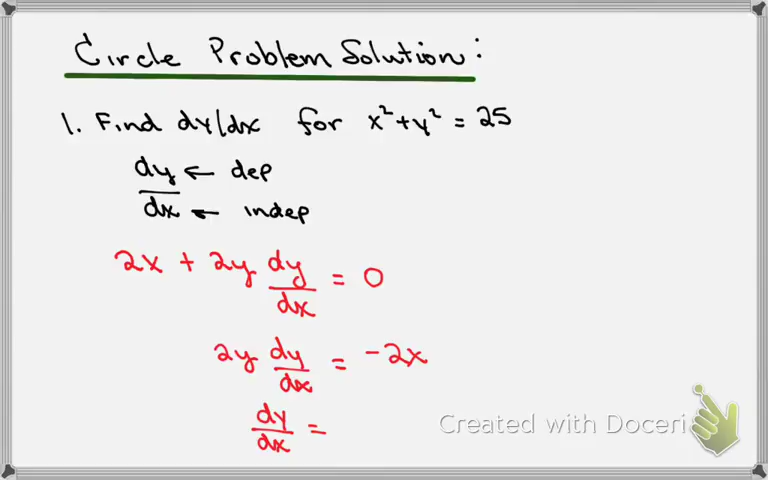 Circle Problem Solution:
1. Find dy/dx for x² + y² = 25
dy ← dep
dx ← indep
2x + 2y dy/dx = 0
2y dy/dx = -2x
dy/dx =
Created with Doceri